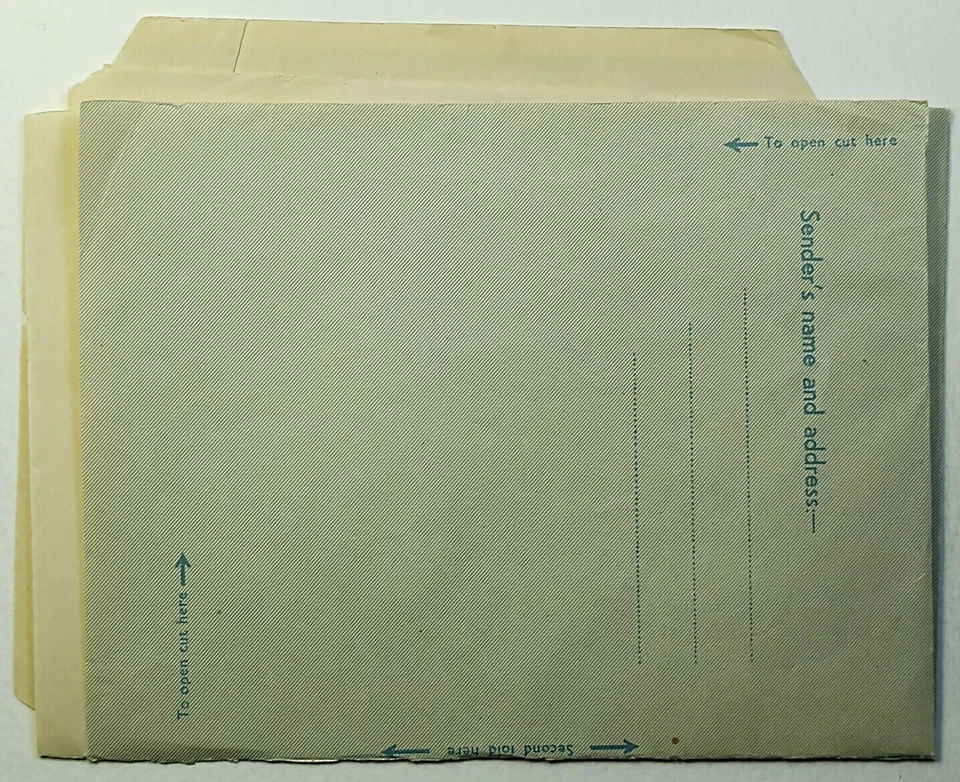 To open cut here
Sender's name and address:—
To open cut here
Second fold here